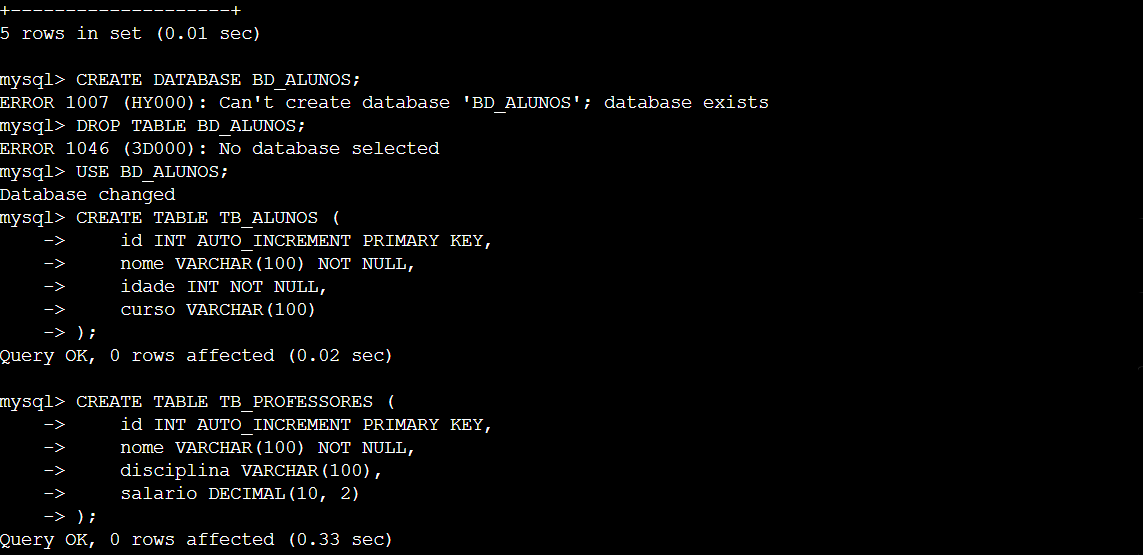 +--------------------+
5 rows in set (0.01 sec)
mysql> CREATE DATABASE BD_ALUNOS;
ERROR 1007 (HY000): Can't create database 'BD_ALUNOS'; database exists
mysql> DROP TABLE BD_ALUNOS;
ERROR 1046 (3D000): No database selected
mysql> USE BD_ALUNOS;
Database changed
mysql> CREATE TABLE TB_ALUNOS (
    ->     id INT AUTO_INCREMENT PRIMARY KEY,
    ->     nome VARCHAR(100) NOT NULL,
    ->     idade INT NOT NULL,
    ->     curso VARCHAR(100)
    -> );
Query OK, 0 rows affected (0.02 sec)
mysql> CREATE TABLE TB_PROFESSORES (
    ->     id INT AUTO_INCREMENT PRIMARY KEY,
    ->     nome VARCHAR(100) NOT NULL,
    ->     disciplina VARCHAR(100),
    ->     salario DECIMAL(10, 2)
    -> );
Query OK, 0 rows affected (0.33 sec)